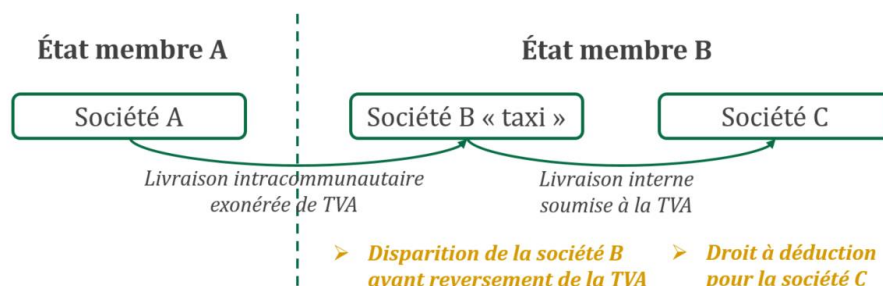 État membre A
État membre B
Société A
Société B « taxi »
Société C
Livraison intracommunautaire
exonérée de TVA
Livraison interne
soumise à la TVA
➢ Disparition de la société B
avant reversement de la TVA
➢ Droit à déduction
pour la société C